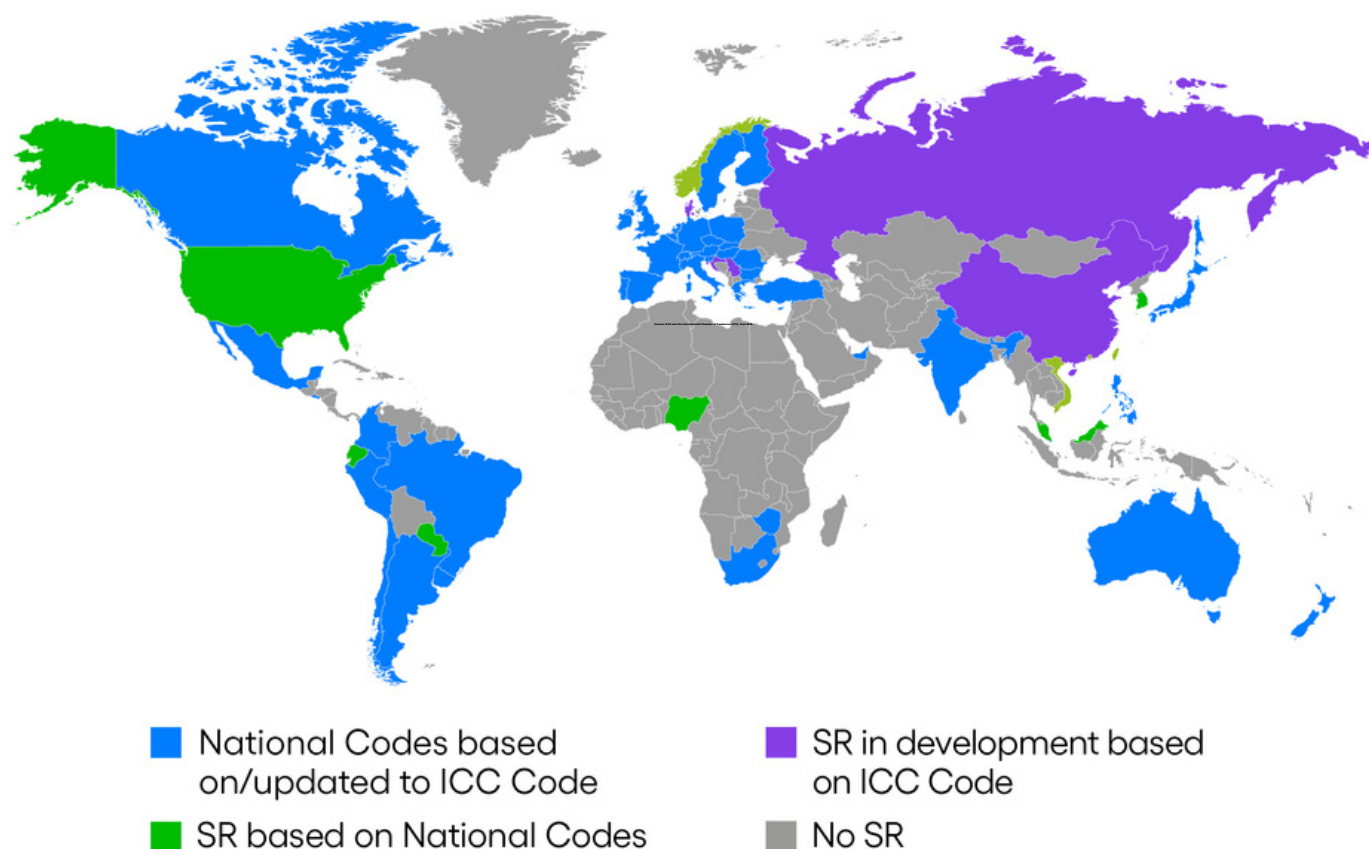 National Codes based
on/updated to ICC Code
SR based on National Codes
SR in development based
on ICC Code
No SR